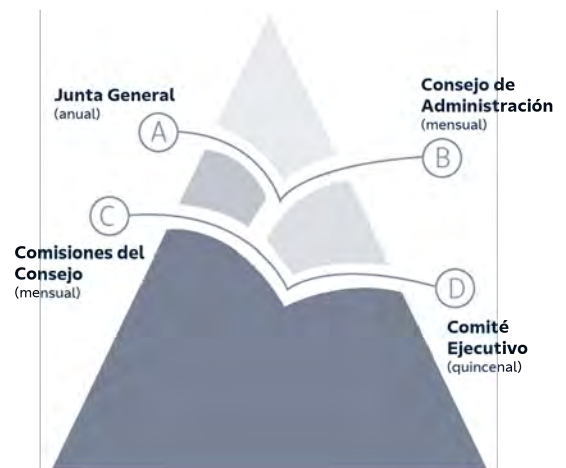 Junta General
(anual)
A
Consejo de
Administración
(mensual)
B
C
Comisiones del
Consejo
(mensual)
D
Comité
Ejecutivo
(quincenal)